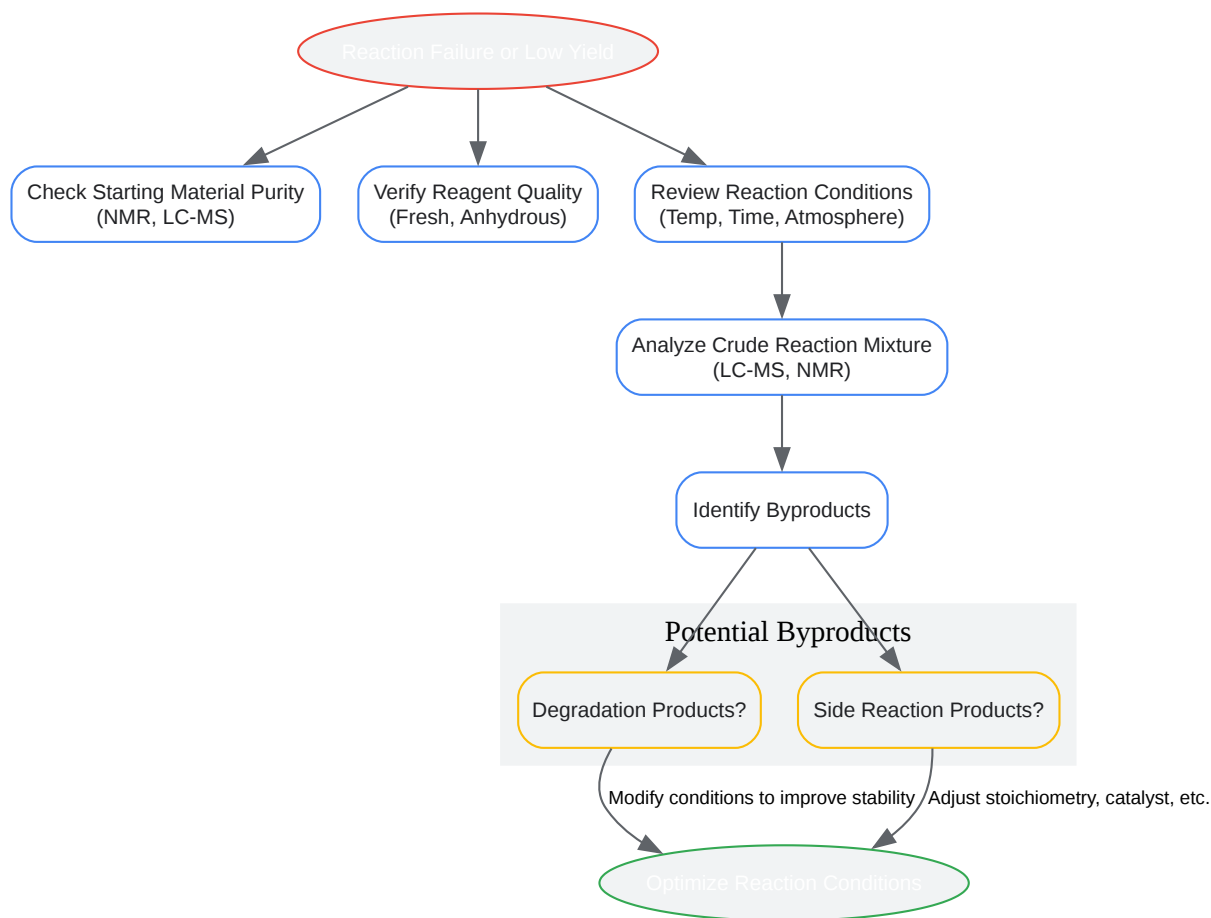 Reaction Failure or Low Yield
Check Starting Material Purity
(NMR, LC-MS)
Verify Reagent Quality
(Fresh, Anhydrous)
Review Reaction Conditions
(Temp, Time, Atmosphere)
Analyze Crude Reaction Mixture
(LC-MS, NMR)
Identify Byproducts
Potential Byproducts
Degradation Products?
Side Reaction Products?
Modify conditions to improve stability
Adjust stoichiometry, catalyst, etc.
Optimize Reaction Conditions